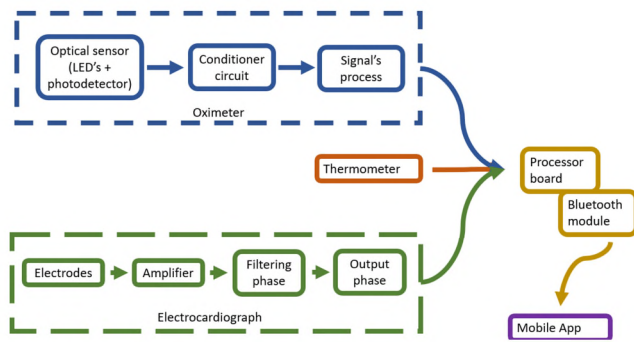 Optical sensor
(LED's +
photodetector)
Conditioner
circuit
Signal's
process
Oximeter
Thermometer
Processor
board
Bluetooth
module
Electrodes
Amplifier
Filtering
phase
Output
phase
Electrocardiograph
Mobile App